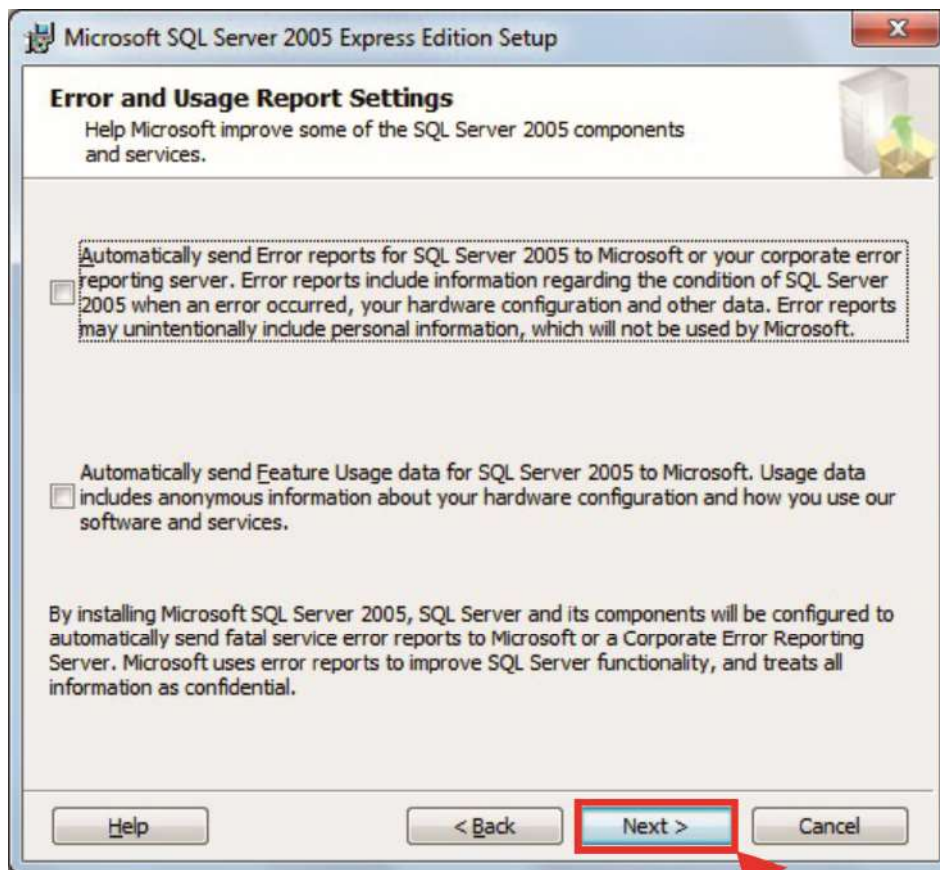 Microsoft SQL Server 2005 Express Edition Setup
Error and Usage Report Settings
Help Microsoft improve some of the SQL Server 2005 components
and services.
Automatically send Error reports for SQL Server 2005 to Microsoft or your corporate error
reporting server. Error reports include information regarding the condition of SQL Server
2005 when an error occurred, your hardware configuration and other data. Error reports
may unintentionally include personal information, which will not be used by Microsoft.
Automatically send Feature Usage data for SQL Server 2005 to Microsoft. Usage data
includes anonymous information about your hardware configuration and how you use our
software and services.
By installing Microsoft SQL Server 2005, SQL Server and its components will be configured to
automatically send fatal service error reports to Microsoft or a Corporate Error Reporting
Server. Microsoft uses error reports to improve SQL Server functionality, and treats all
information as confidential.
Help < Back Next > Cancel